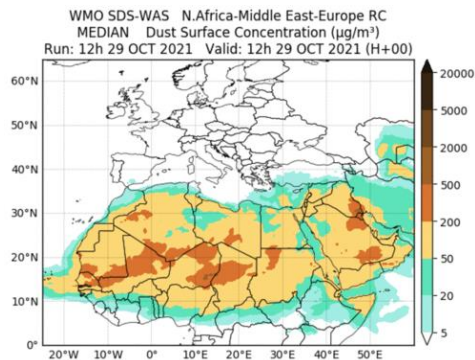 WMO SDS-WAS   N.Africa-Middle East-Europe RC
MEDIAN    Dust Surface Concentration (µg/m³)
Run: 12h 29 OCT 2021   Valid: 12h 29 OCT 2021 (H+00)
60°N
50°N
40°N
30°N
20°N
10°N
0°
20°W 10°W 0° 10°E 20°E 30°E 40°E 50°E
20000
5000
2000
500
200
50
20
5